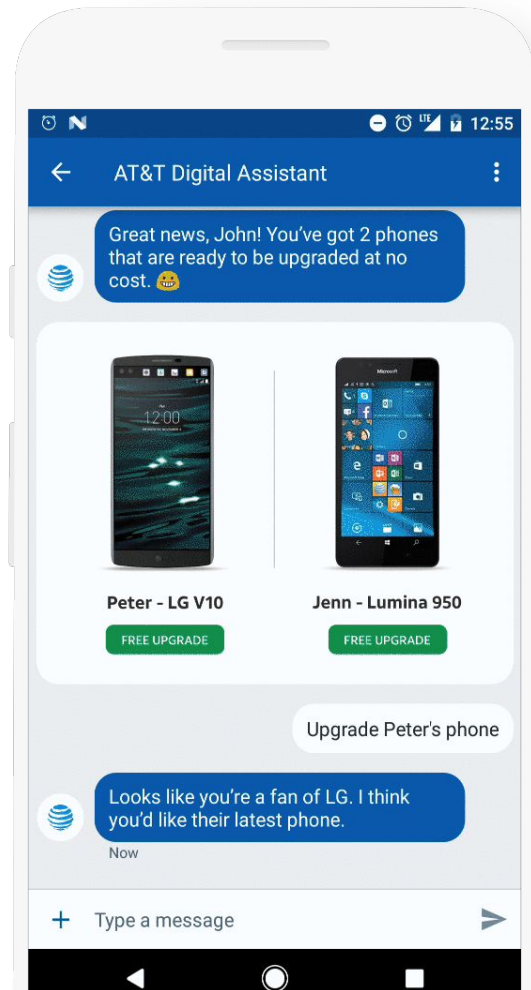 12:55
AT&T Digital Assistant
Great news, John! You've got 2 phones
that are ready to be upgraded at no
cost. 😁
12:00
Microsoft
Peter - LG V10
Jenn - Lumina 950
FREE UPGRADE
FREE UPGRADE
Upgrade Peter's phone
Looks like you're a fan of LG. I think
you'd like their latest phone.
Now
+ Type a message